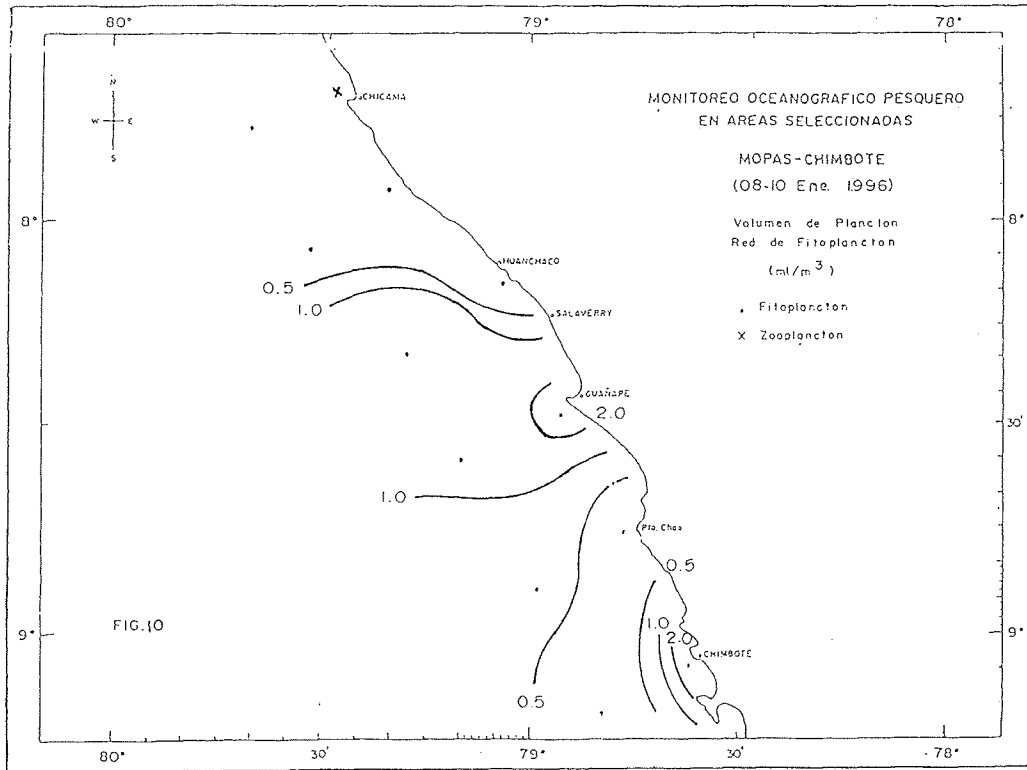 80°
79°
78°
N
W E
S
CHICAMA
MONITOREO OCEANOGRAFICO PESQUERO
EN AREAS SELECCIONADAS
MOPAS-CHIMBOTE
(08-10 Ene. 1996)
8°
8°
Volumen de Plancton
Red de Fitoplancton
(ml/m³)
HUANCHACO
0.5
1.0
SALAVERRY
. Fitoplancton
X Zooplancton
GUAÑAPE
2.0
30'
1.0
Pto. Chao
0.5
FIG.10
1.0
2.0
9°
9°
CHIMBOTE
0.5
80°
30'
79°
30'
78°